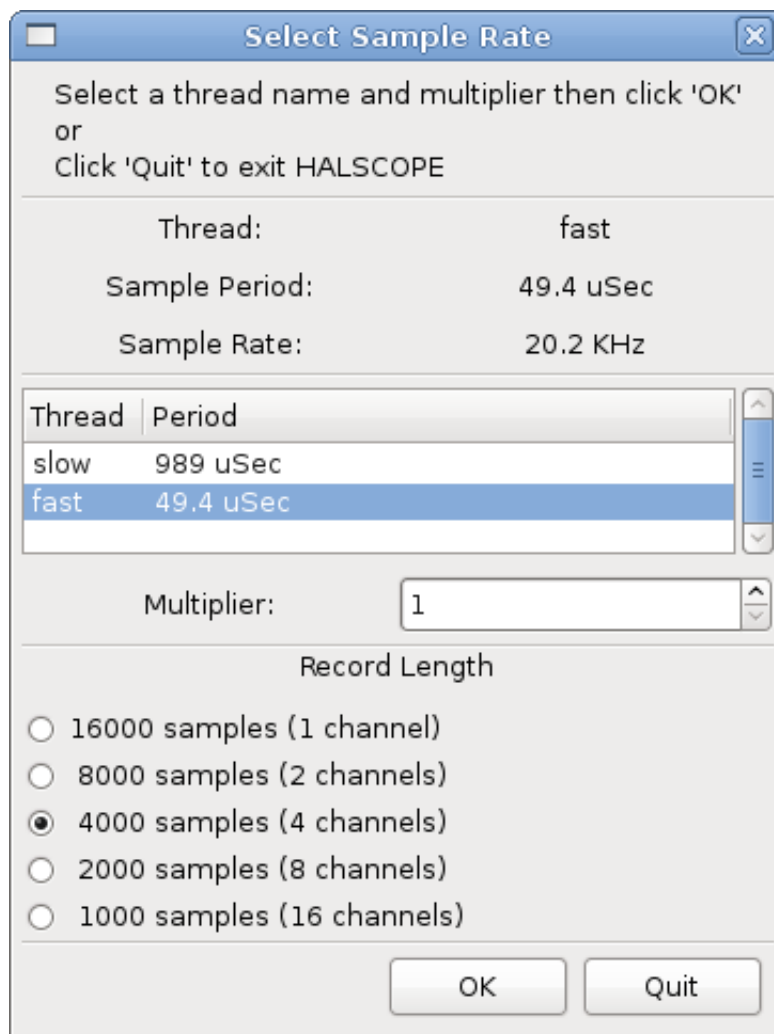 Select Sample Rate
Select a thread name and multiplier then click 'OK'
or
Click 'Quit' to exit HALSCOPE
Thread: fast
Sample Period: 49.4 uSec
Sample Rate: 20.2 KHz
Thread Period
slow 989 uSec
fast 49.4 uSec
Multiplier: 1
Record Length
16000 samples (1 channel)
8000 samples (2 channels)
4000 samples (4 channels)
2000 samples (8 channels)
1000 samples (16 channels)
OK Quit